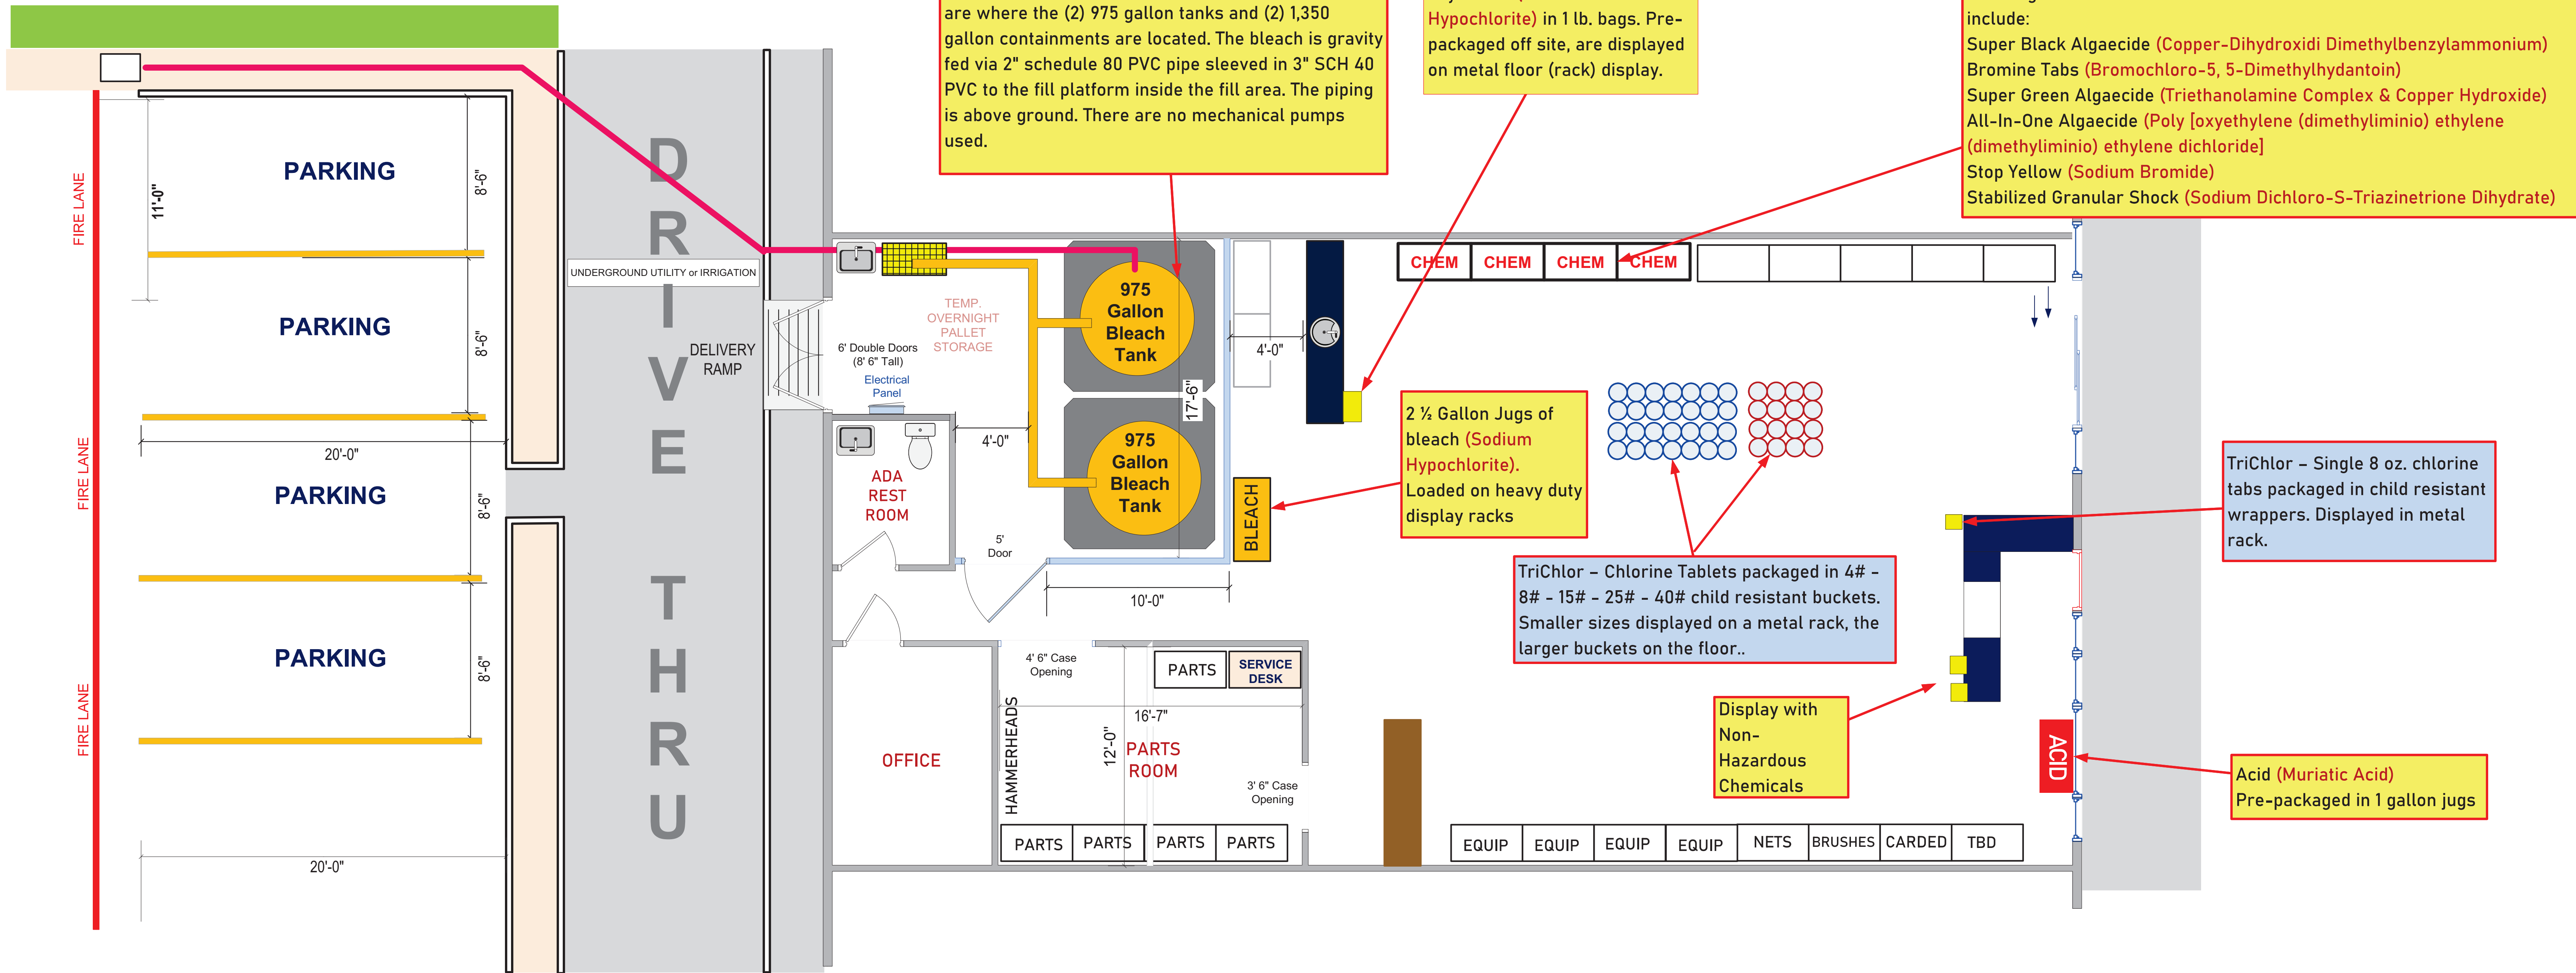 are where the (2) 975 gallon tanks and (2) 1,350
gallon containments are located. The bleach is gravity
fed via 2" schedule 80 PVC pipe sleeved in 3" SCH 40
PVC to the fill platform inside the fill area. The piping
is above ground. There are no mechanical pumps
used.
Hypochlorite) in 1 lb. bags. Pre-
packaged off site, are displayed
on metal floor (rack) display.
include:
Super Black Algaecide (Copper-Dihydroxidi Dimethylbenzylammonium)
Bromine Tabs (Bromochloro-5, 5-Dimethylhydantoin)
Super Green Algaecide (Triethanolamine Complex & Copper Hydroxide)
All-In-One Algaecide (Poly [oxyethylene (dimethyliminio) ethylene
(dimethyliminio) ethylene dichloride]
Stop Yellow (Sodium Bromide)
Stabilized Granular Shock (Sodium Dichloro-S-Triazinetrione Dihydrate)
FIRE LANE
FIRE LANE
FIRE LANE
11'-0"
PARKING
8'-6"
PARKING
8'-6"
20'-0"
PARKING
8'-6"
PARKING
8'-6"
20'-0"
DRIVE THRU
UNDERGROUND UTILITY or IRRIGATION
DELIVERY
RAMP
TEMP.
OVERNIGHT
PALLET
STORAGE
6' Double Doors
(8' 6" Tall)
Electrical
Panel
975
Gallon
Bleach
Tank
975
Gallon
Bleach
Tank
17'-6"
4'-0"
4'-0"
ADA
REST
ROOM
5'
Door
10'-0"
BLEACH
CHEM
CHEM
CHEM
CHEM
2 ½ Gallon Jugs of
bleach (Sodium
Hypochlorite).
Loaded on heavy duty
display racks
TriChlor – Chlorine Tablets packaged in 4# -
8# - 15# - 25# - 40# child resistant buckets.
Smaller sizes displayed on a metal rack, the
larger buckets on the floor..
TriChlor – Single 8 oz. chlorine
tabs packaged in child resistant
wrappers. Displayed in metal
rack.
Display with
Non-
Hazardous
Chemicals
ACID
Acid (Muriatic Acid)
Pre-packaged in 1 gallon jugs
OFFICE
4' 6" Case
Opening
PARTS
SERVICE
DESK
HAMMERHEADS
16'-7"
12'-0"
PARTS
ROOM
3' 6" Case
Opening
PARTS
PARTS
PARTS
PARTS
EQUIP
EQUIP
EQUIP
EQUIP
NETS
BRUSHES
CARDED
TBD